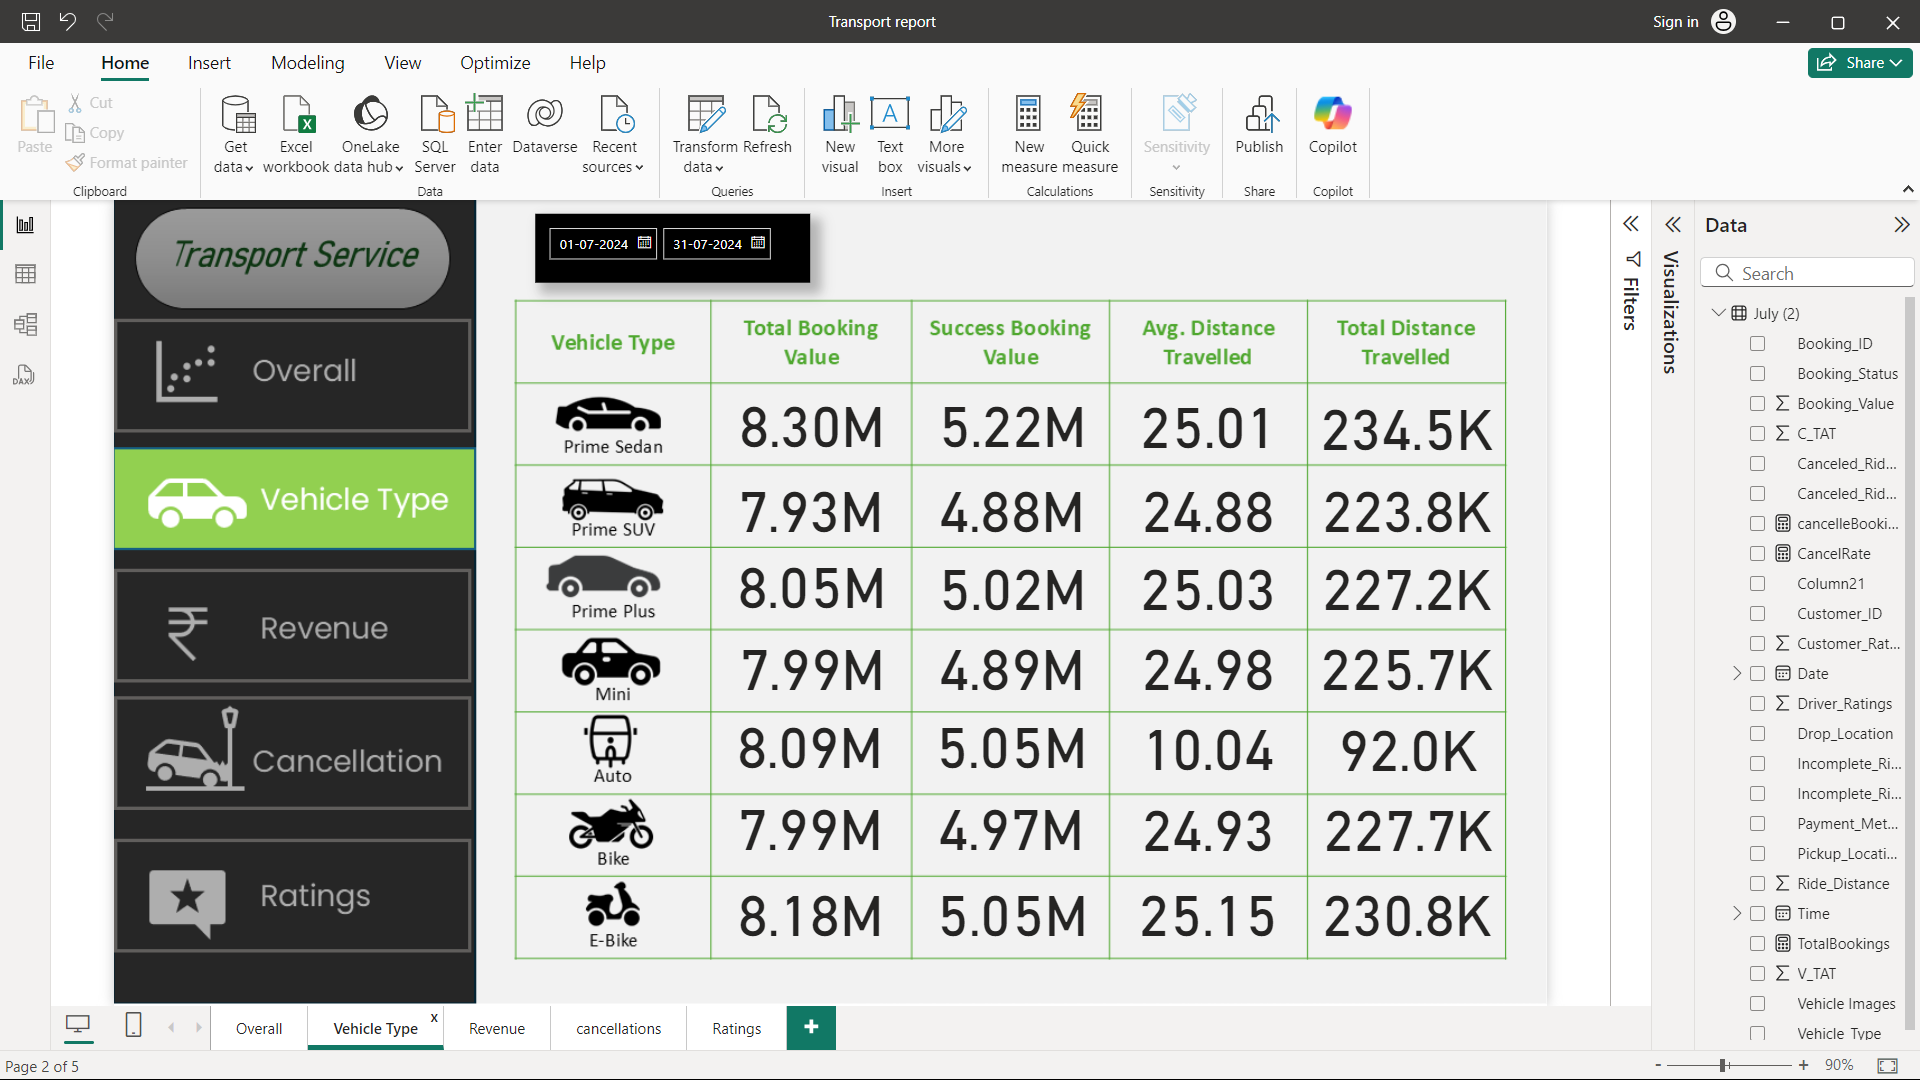 Transport report
Sign in
File
Home
Insert
Modeling
View
Optimize
Help
Share
Paste
Cut
Copy
Format painter
Clipboard
Get data
Excel workbook
OneLake data hub
SQL Server
Enter data
Dataverse
Recent sources
Data
Transform data
Refresh
Queries
New visual
Text box
More visuals
Insert
New measure
Quick measure
Calculations
Sensitivity
Sensitivity
Publish
Share
Copilot
Copilot
Transport Service
Overall
Vehicle Type
Revenue
Cancellation
Ratings
01-07-2024
31-07-2024
Vehicle Type
Total Booking Value
Success Booking Value
Avg. Distance Travelled
Total Distance Travelled
Prime Sedan 8.30M 5.22M 25.01 234.5K
Prime SUV 7.93M 4.88M 24.88 223.8K
Prime Plus 8.05M 5.02M 25.03 227.2K
Mini 7.99M 4.89M 24.98 225.7K
Auto 8.09M 5.05M 10.04 92.0K
Bike 7.99M 4.97M 24.93 227.7K
E-Bike 8.18M 5.05M 25.15 230.8K
Filters
Visualizations
Data
Search
July (2)
Booking_ID
Booking_Status
Booking_Value
C_TAT
Canceled_Rid...
Canceled_Rid...
cancelleBooki...
CancelRate
Column21
Customer_ID
Customer_Rat...
Date
Driver_Ratings
Drop_Location
Incomplete_Ri...
Incomplete_Ri...
Payment_Met...
Pickup_Locati...
Ride_Distance
Time
TotalBookings
V_TAT
Vehicle Images
Vehicle_Type
DAX
Overall
Vehicle Type
x
Revenue
cancellations
Ratings
+
Page 2 of 5
- + 90%